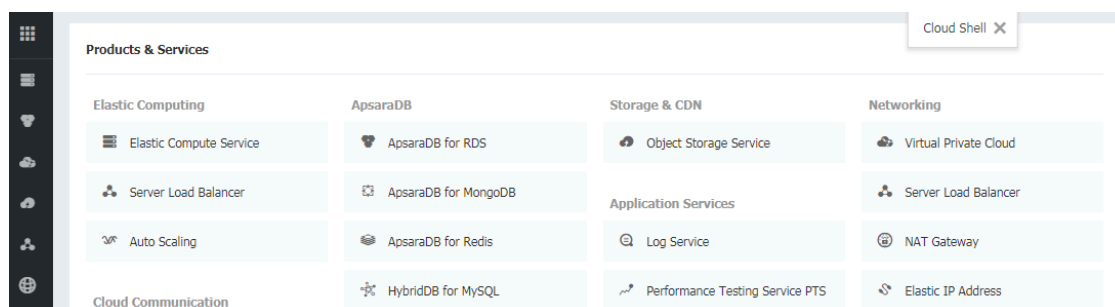 Cloud Shell
Products & Services
Elastic Computing
Elastic Compute Service
Server Load Balancer
Auto Scaling
Cloud Communication
ApsaraDB
ApsaraDB for RDS
ApsaraDB for MongoDB
ApsaraDB for Redis
HybridDB for MySQL
Storage & CDN
Object Storage Service
Application Services
Log Service
Performance Testing Service PTS
Networking
Virtual Private Cloud
Server Load Balancer
NAT Gateway
Elastic IP Address